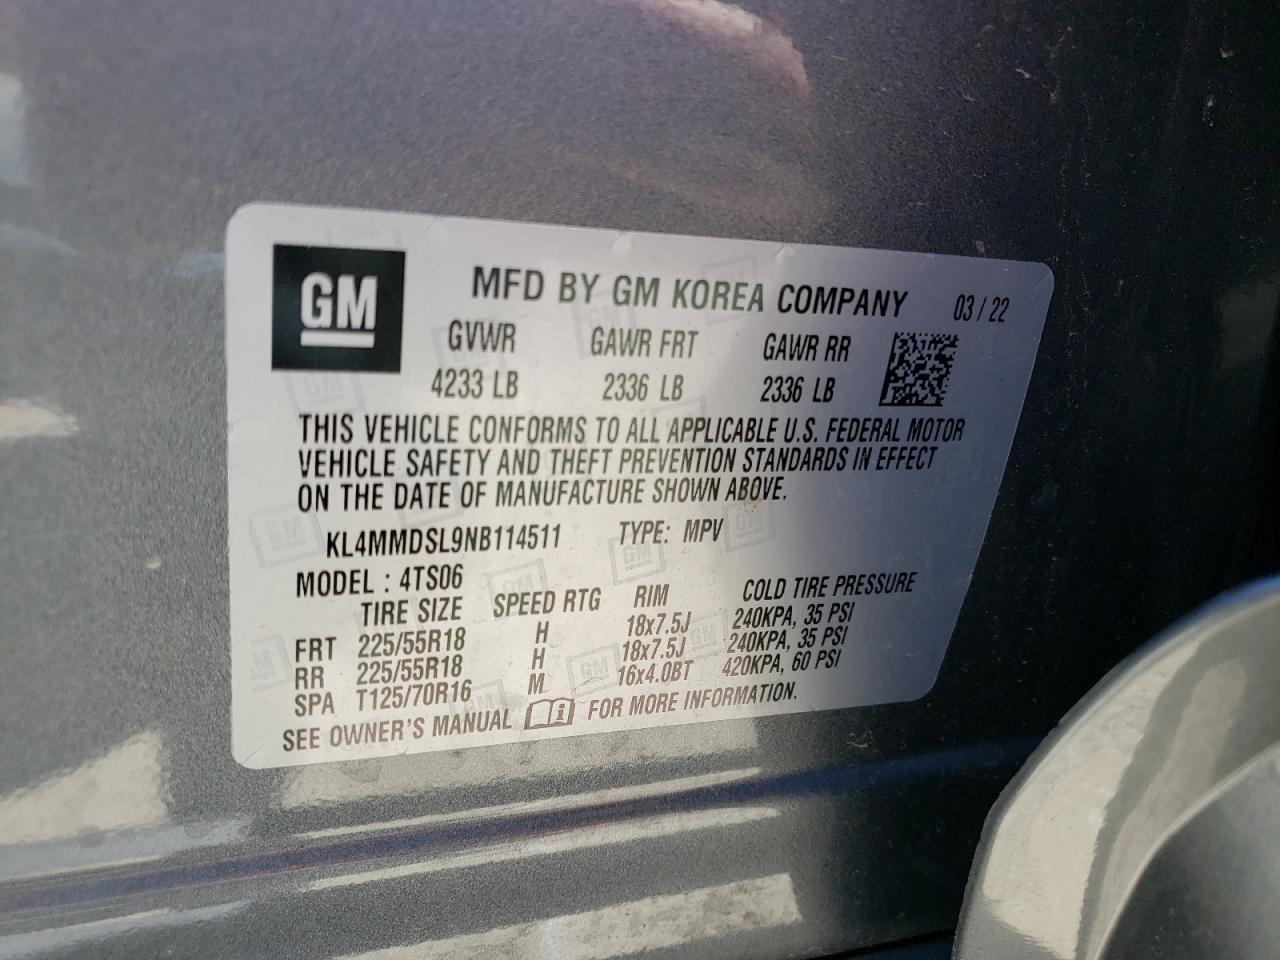 GM
MFD BY GM KOREA COMPANY 03 / 22
GVWR GAWR FRT GAWR RR
4233 LB 2336 LB 2336 LB
THIS VEHICLE CONFORMS TO ALL APPLICABLE U.S. FEDERAL MOTOR
VEHICLE SAFETY AND THEFT PREVENTION STANDARDS IN EFFECT
ON THE DATE OF MANUFACTURE SHOWN ABOVE.
KL4MMDSL9NB114511 TYPE: MPV
MODEL : 4TS06
TIRE SIZE SPEED RTG RIM COLD TIRE PRESSURE
FRT 225/55R18 H 18x7.5J 240KPA, 35 PSI
RR 225/55R18 H 18x7.5J 240KPA, 35 PSI
SPA T125/70R16 M 16x4.0BT 420KPA, 60 PSI
SEE OWNER'S MANUAL i FOR MORE INFORMATION.